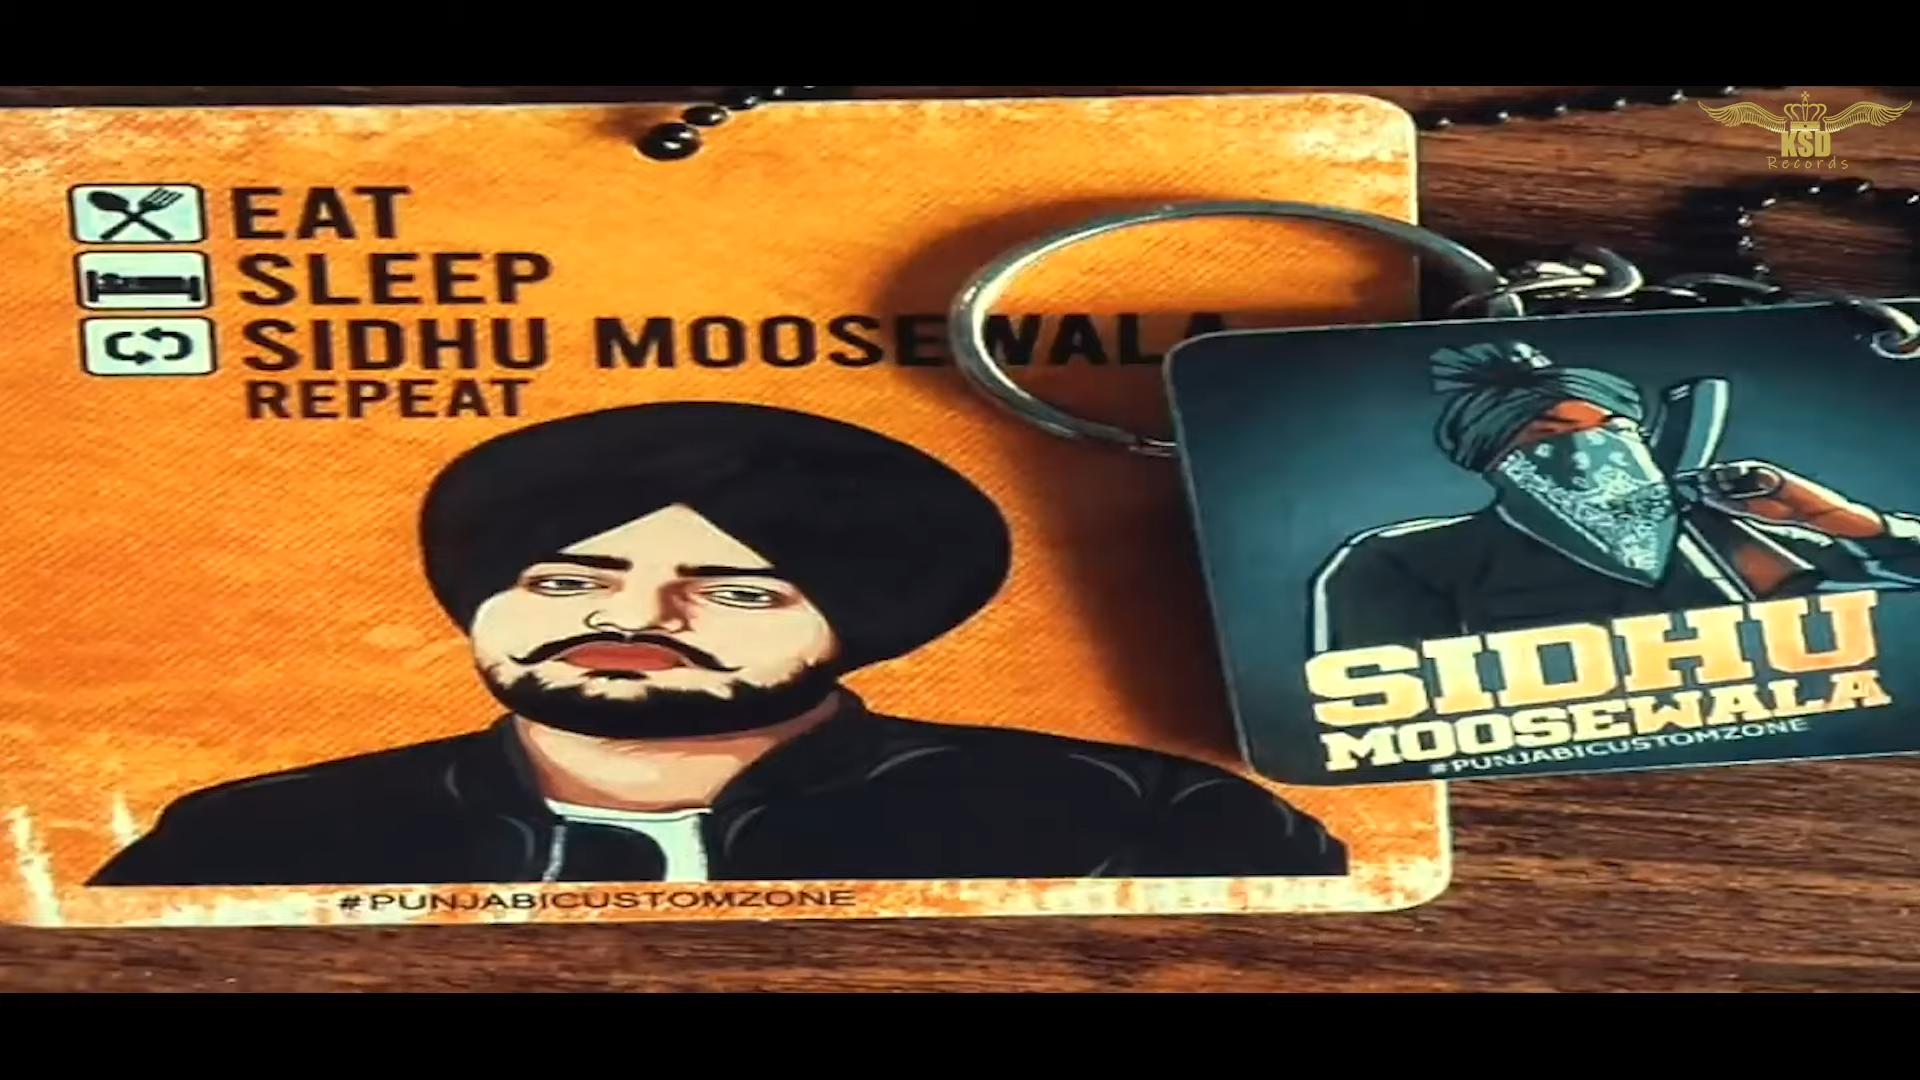 EAT
SLEEP
SIDHU MOOSEWALA
REPEAT
#PUNJABICUSTOMZONE
SIDHU
MOOSEWALA
#PUNJABICUSTOMZONE
KSD
Records